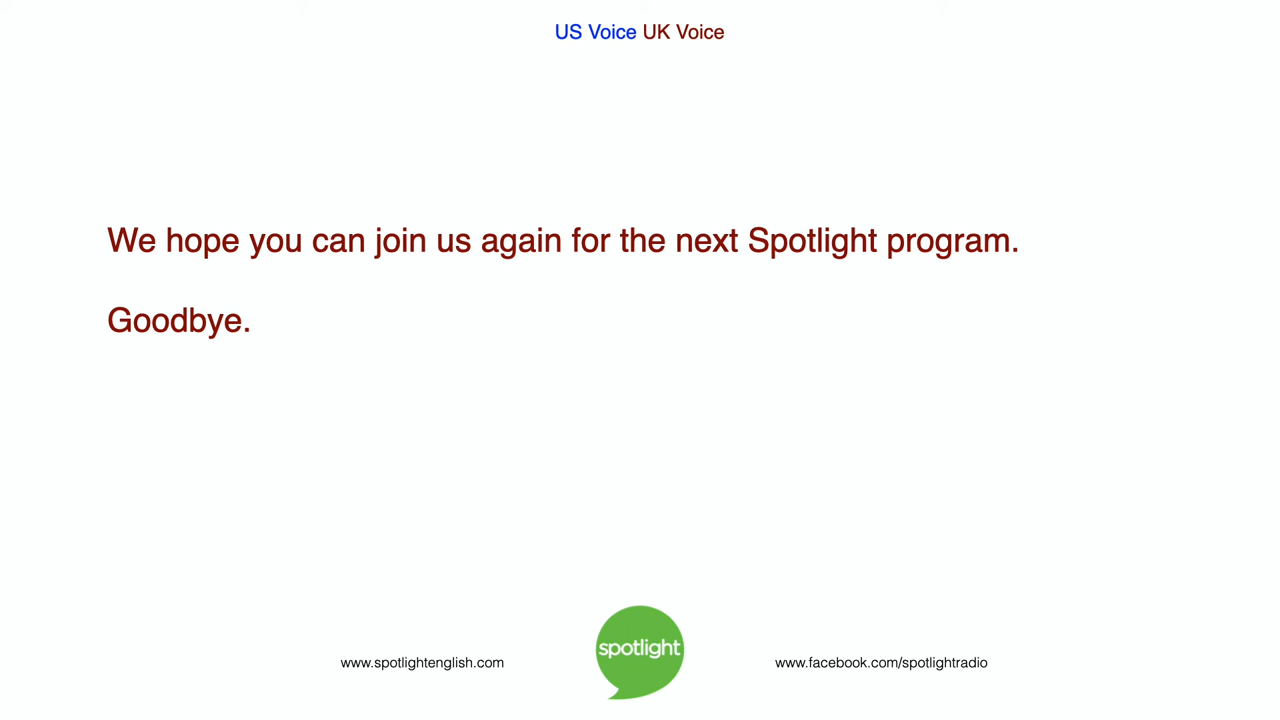 US Voice UK Voice
We hope you can join us again for the next Spotlight program.
Goodbye.
spotlight
www.spotlightenglish.com
www.facebook.com/spotlightradio